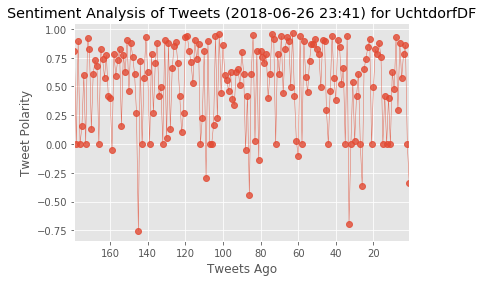 Sentiment Analysis of Tweets (2018-06-26 23:41) for UchtdorfDF
Tweet Polarity
1.00
0.75
0.50
0.25
0.00
−0.25
−0.50
−0.75
160 140 120 100 80 60 40 20
Tweets Ago